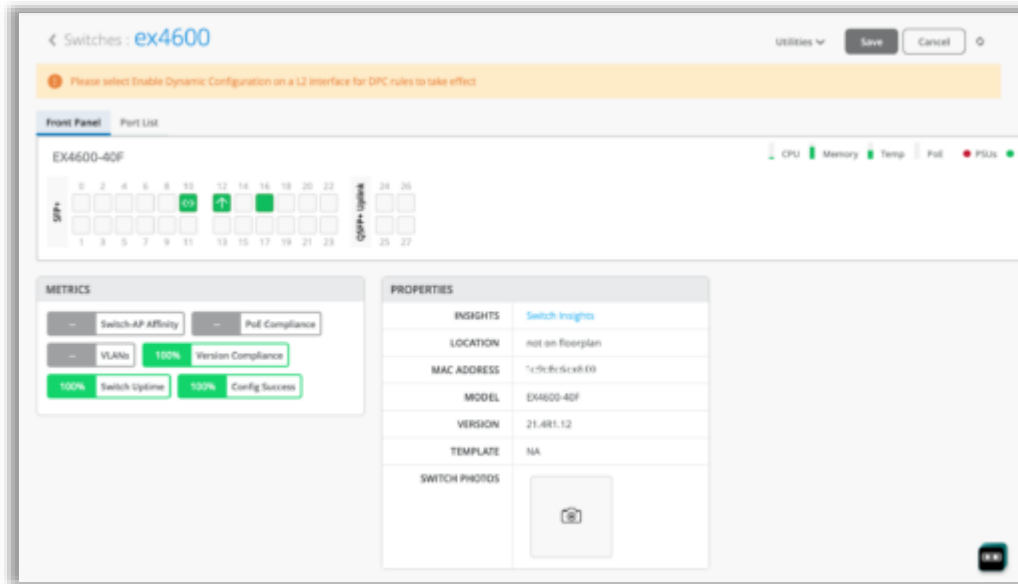 Switches : ex4600
Utilities Save Cancel
Please select Enable Dynamic Configuration on a L2 interface for DPC rules to take effect
Front Panel Port List
EX4600-40F
CPU Memory Temp PoE PSUs
0 2 4 6 8 10 12 14 16 18 20 22 24 26
SFP+
QSFP+ Uplink
1 3 5 7 9 11 13 15 17 19 21 23 25 27
METRICS
-- Switch-AP Affinity -- PoE Compliance
-- VLANs 100% Version Compliance
100% Switch Uptime 100% Config Success
PROPERTIES
INSIGHTS Switch Insights
LOCATION not on floorplan
MAC ADDRESS
MODEL EX4600-40F
VERSION 21.4R1.12
TEMPLATE NA
SWITCH PHOTOS